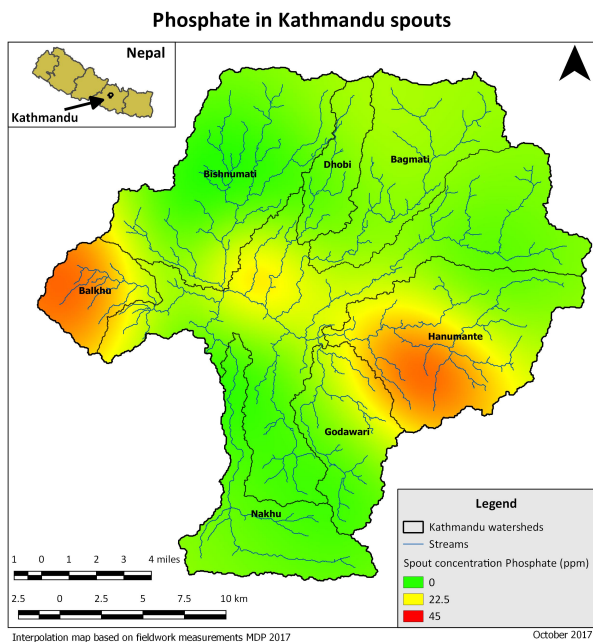 Phosphate in Kathmandu spouts
Nepal
Kathmandu
Bishnumati
Dhobi
Bagmati
Balkhu
Hanumante
Godawari
Nakhu
Legend
Kathmandu watersheds
Streams
Spout concentration Phosphate (ppm)
0
22.5
45
1 0 1 2 3 4 miles
2.5 0 2.5 5 7.5 10 km
Interpolation map based on fieldwork measurements MDP 2017
October 2017